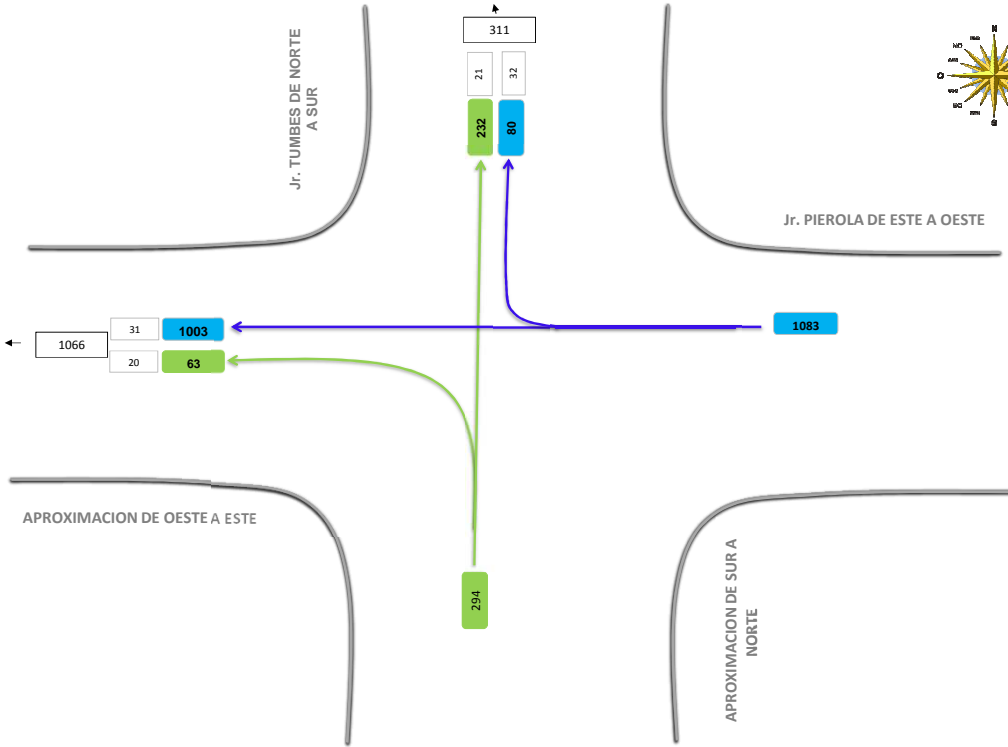 311
21
32
232
80
Jr. TUMBES DE NORTE
A SUR
N
O
S
Jr. PIEROLA DE ESTE A OESTE
31
1003
1083
1066
20
63
APROXIMACION DE OESTE A ESTE
294
APROXIMACION DE SUR A
NORTE